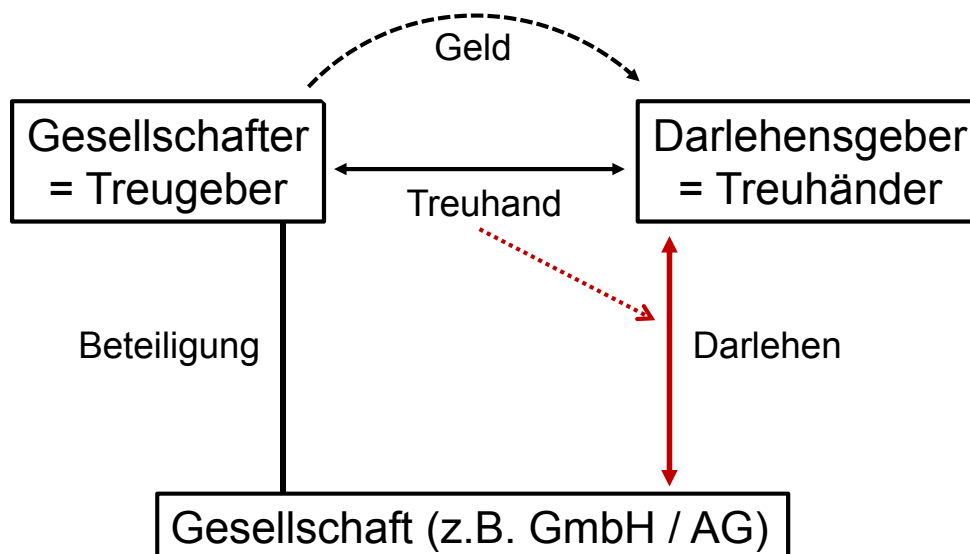 Geld
Gesellschafter
= Treugeber
Darlehensgeber
= Treuhänder
Treuhand
Beteiligung
Darlehen
Gesellschaft (z.B. GmbH / AG)